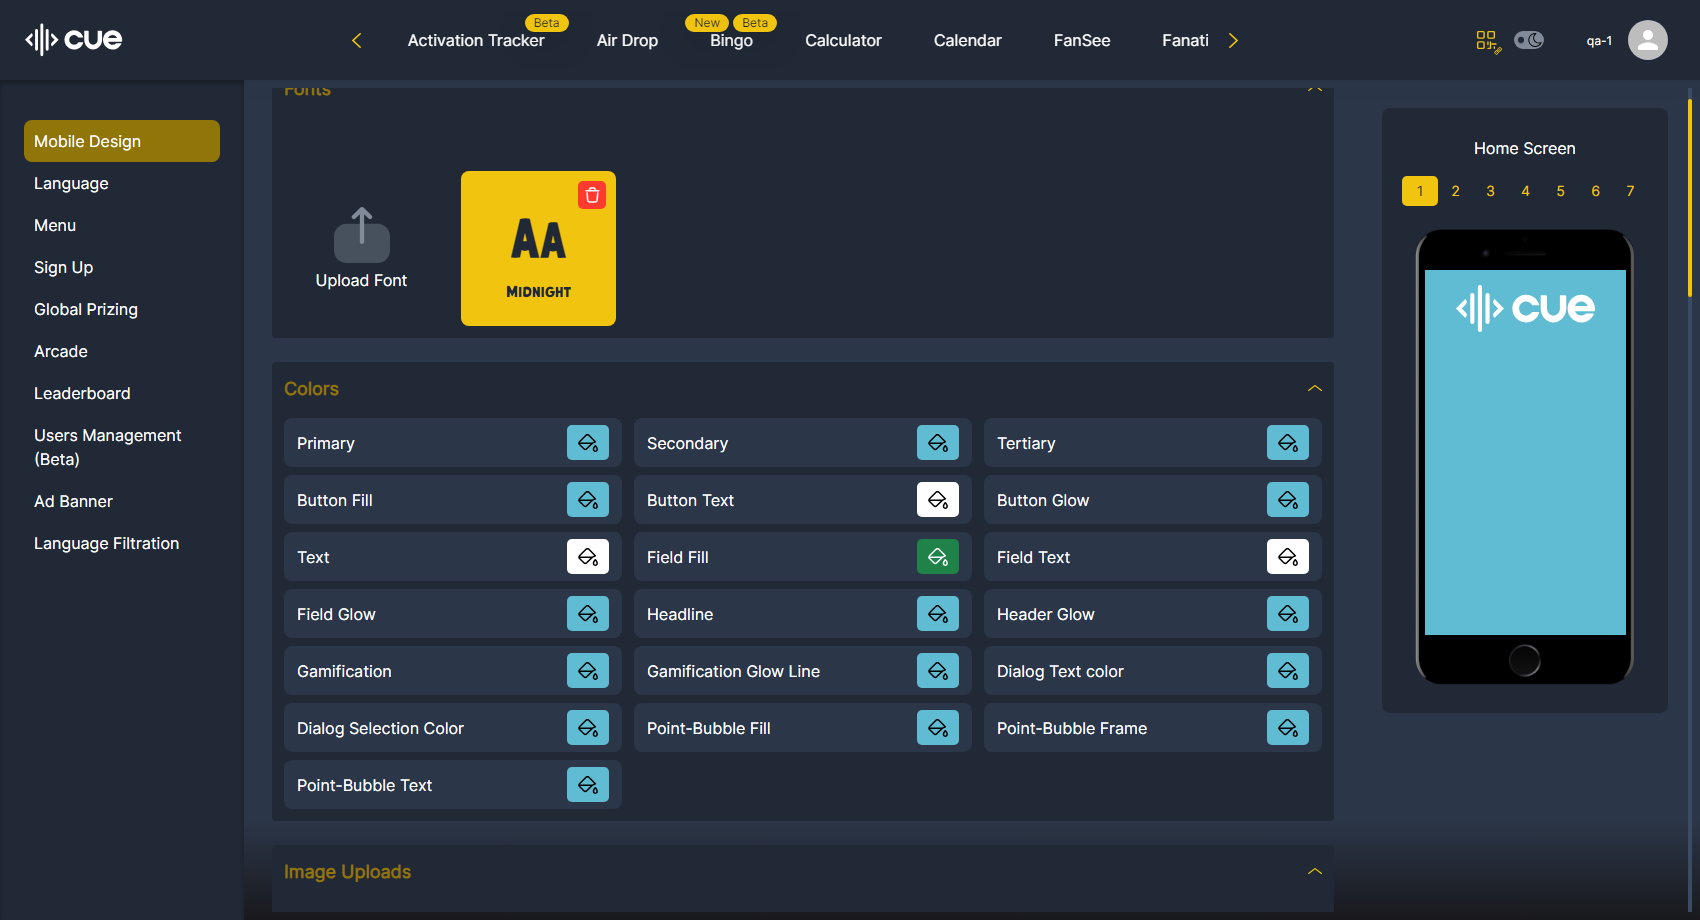 cue
Beta
New
Beta
Activation Tracker
Air Drop
Bingo
Calculator
Calendar
FanSee
Fanati
qa-1
Mobile Design
Language
Menu
Sign Up
Global Prizing
Arcade
Leaderboard
Users Management
(Beta)
Ad Banner
Language Filtration
Fonts
Upload Font
AA
MIDNIGHT
Colors
Primary
Secondary
Tertiary
Button Fill
Button Text
Button Glow
Text
Field Fill
Field Text
Field Glow
Headline
Header Glow
Gamification
Gamification Glow Line
Dialog Text color
Dialog Selection Color
Point-Bubble Fill
Point-Bubble Frame
Point-Bubble Text
Image Uploads
Home Screen
1 2 3 4 5 6 7
cue